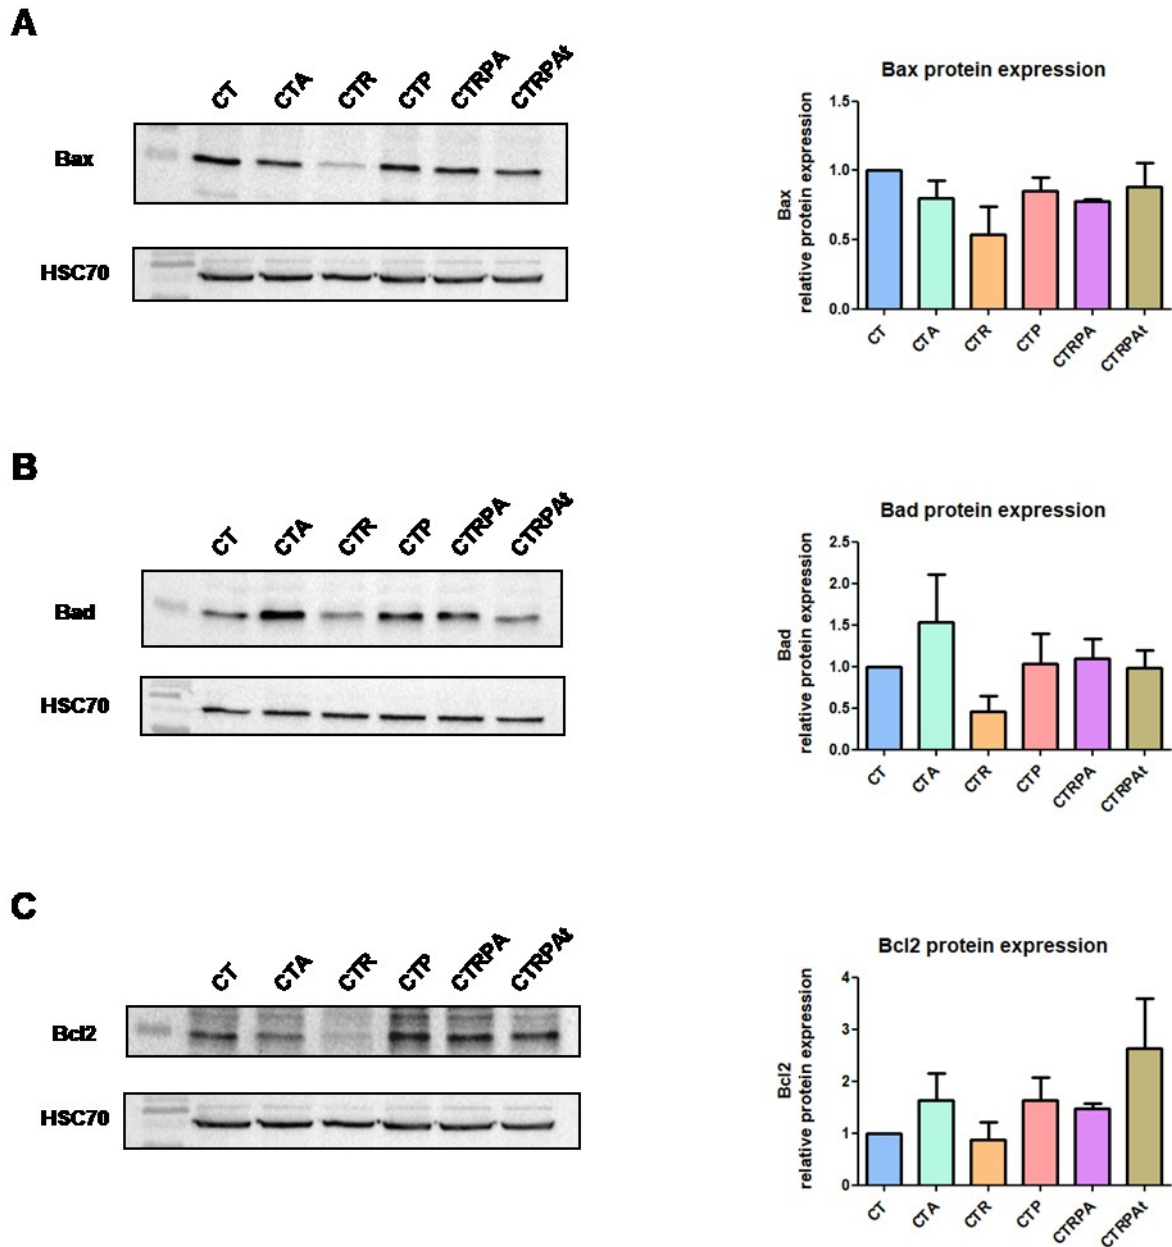 A
CT CTA CTR CTP CTRPA CTRPAt
Bax
HSC70
Bax protein expression
Bax
relative protein expression
1.5
1.0
0.5
0.0
CT CTA CTR CTP CTRPA CTRPAt
B
CT CTA CTR CTP CTRPA CTRPAt
Bad
HSC70
Bad protein expression
Bad
relative protein expression
2.5
2.0
1.5
1.0
0.5
0.0
CT CTA CTR CTP CTRPA CTRPAt
C
CT CTA CTR CTP CTRPA CTRPAt
Bcl2
HSC70
Bcl2 protein expression
Bcl2
relative protein expression
4
3
2
1
0
CT CTA CTR CTP CTRPA CTRPAt